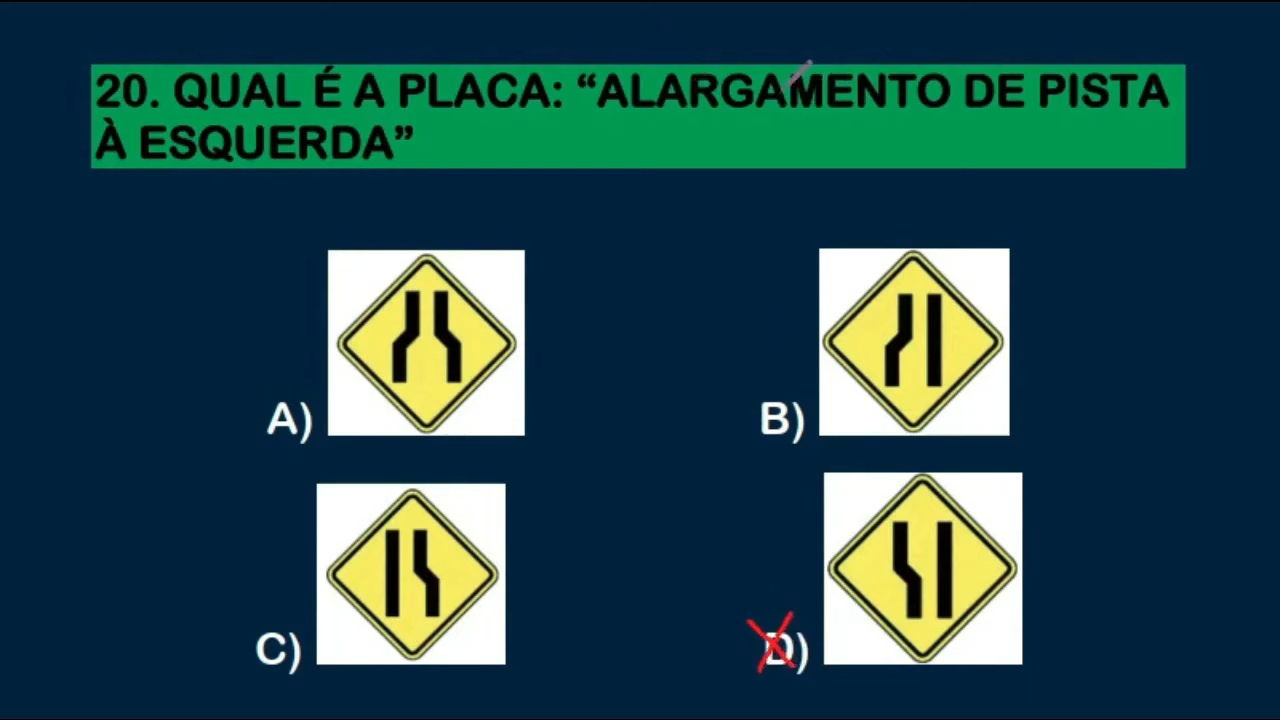 20. QUAL É A PLACA: “ALARGAMENTO DE PISTA
À ESQUERDA”
A)
B)
C)
D)